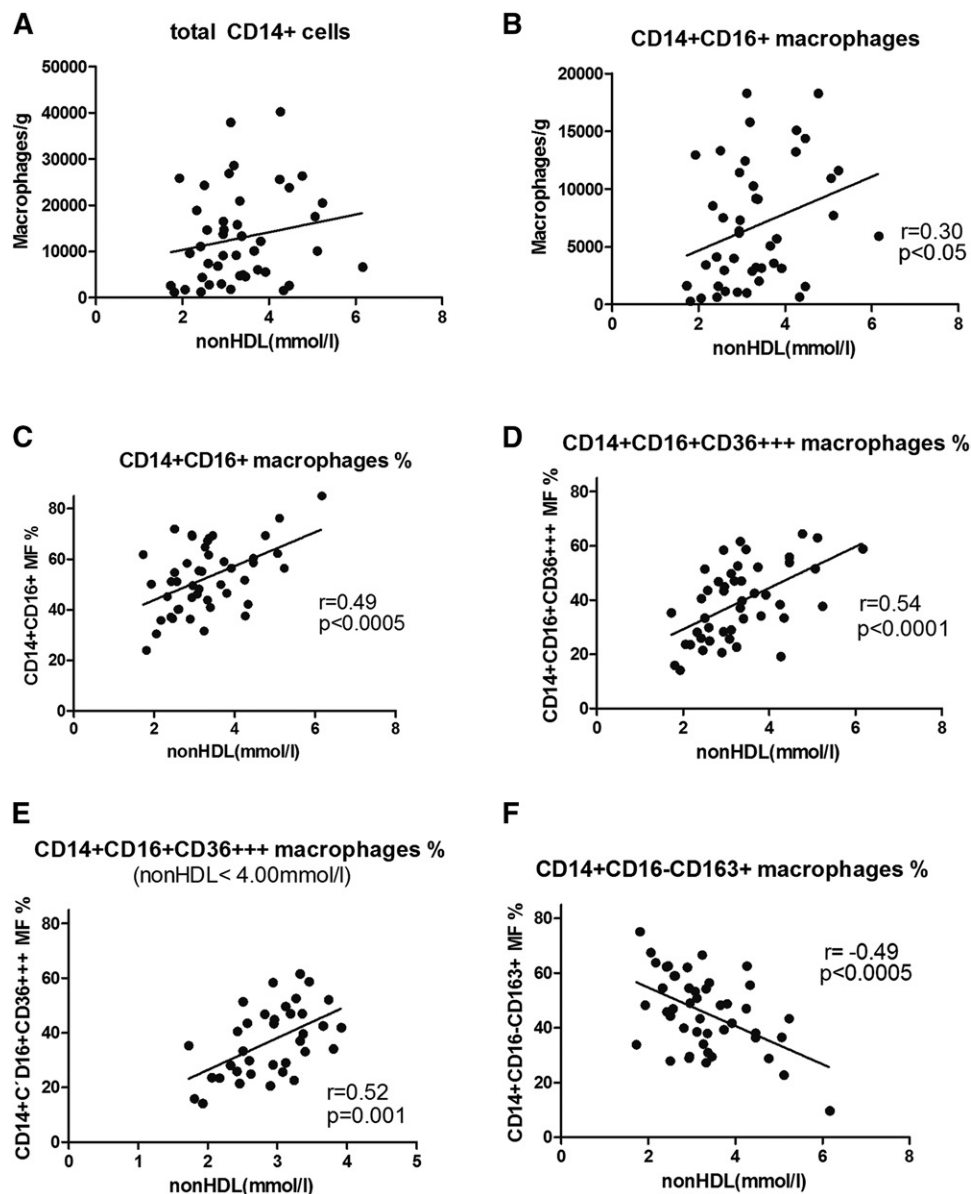 A
total CD14+ cells
Macrophages/g
50000
40000
30000
20000
10000
0
0 2 4 6 8
nonHDL(mmol/l)
B
CD14+CD16+ macrophages
Macrophages/g
20000
15000
10000
5000
0
r=0.30
p<0.05
0 2 4 6 8
nonHDL(mmol/l)
C
CD14+CD16+ macrophages %
CD14+CD16+ MF %
80
60
40
20
0
r=0.49
p<0.0005
0 2 4 6 8
nonHDL(mmol/l)
D
CD14+CD16+CD36+++ macrophages %
CD14+CD16+CD36+++ MF %
80
60
40
20
0
r=0.54
p<0.0001
0 2 4 6 8
nonHDL(mmol/l)
E
CD14+CD16+CD36+++ macrophages %
(nonHDL< 4.00mmol/l)
CD14+C´D16+CD36+++ MF %
80
60
40
20
0
r=0.52
p=0.001
0 1 2 3 4 5
nonHDL(mmol/l)
F
CD14+CD16-CD163+ macrophages %
CD14+CD16-CD163+ MF %
80
60
40
20
0
r= -0.49
p<0.0005
0 2 4 6 8
nonHDL(mmol/l)